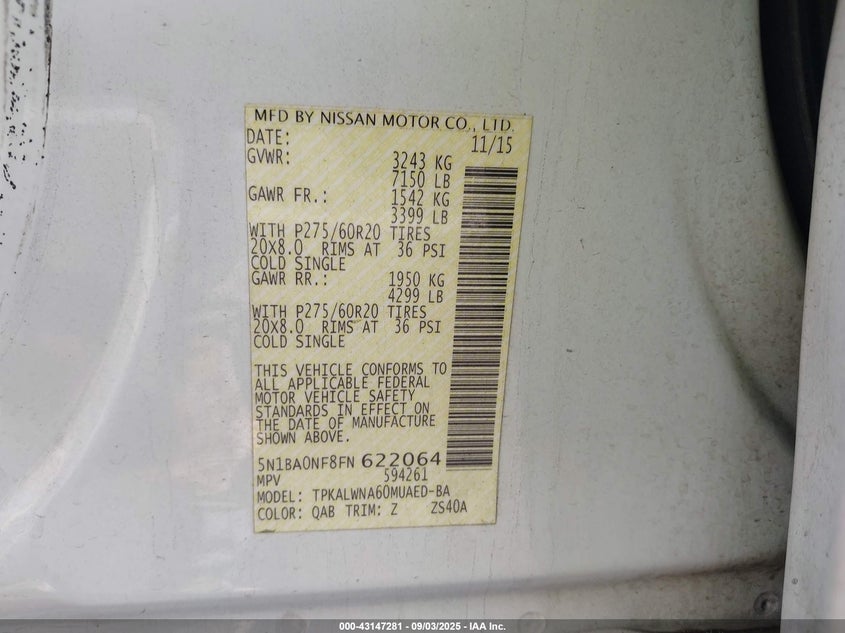 MFD BY NISSAN MOTOR CO., LTD.
DATE: 11/15
GVWR: 3243 KG
7150 LB
GAWR FR.: 1542 KG
3399 LB
WITH P275/60R20 TIRES
20X8.0 RIMS AT 36 PSI
COLD SINGLE
GAWR RR.: 1950 KG
4299 LB
WITH P275/60R20 TIRES
20X8.0 RIMS AT 36 PSI
COLD SINGLE
THIS VEHICLE CONFORMS TO
ALL APPLICABLE FEDERAL
MOTOR VEHICLE SAFETY
STANDARDS IN EFFECT ON
THE DATE OF MANUFACTURE
SHOWN ABOVE.
5N1BA0NF8FN 622064
MPV 594261
MODEL: TPKALWNA60MUAED-BA
COLOR: QAB TRIM: Z ZS40A
000-43147281 - 09/03/2025 - IAA Inc.